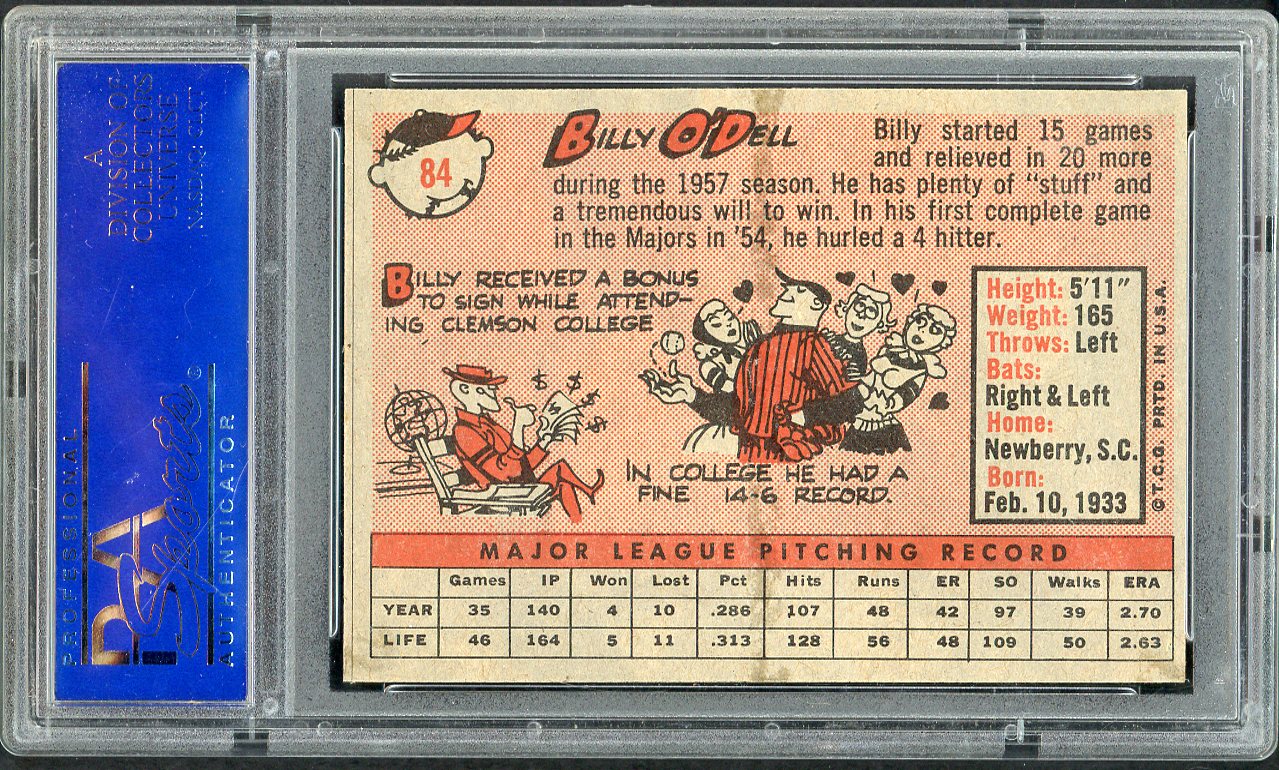 A
DIVISION OF
COLLECTORS
UNIVERSE
NASDAQ: CLCT
PROFESSIONAL
PSA
Sports
AUTHENTICATOR
84
BILLY O'DELL
Billy started 15 games
and relieved in 20 more
during the 1957 season. He has plenty of "stuff" and
a tremendous will to win. In his first complete game
in the Majors in '54, he hurled a 4 hitter.
BILLY RECEIVED A BONUS
TO SIGN WHILE ATTEND-
ING CLEMSON COLLEGE
$ $ $ $
IN COLLEGE HE HAD A
FINE 14-6 RECORD.
Height: 5'11"
Weight: 165
Throws: Left
Bats:
Right & Left
Home:
Newberry, S.C.
Born:
Feb. 10, 1933
©T.C.G. PRTD. IN U.S.A.
MAJOR LEAGUE PITCHING RECORD
Games IP Won Lost Pct Hits Runs ER SO Walks ERA
YEAR 35 140 4 10 .286 107 48 42 97 39 2.70
LIFE 46 164 5 11 .313 128 56 48 109 50 2.63